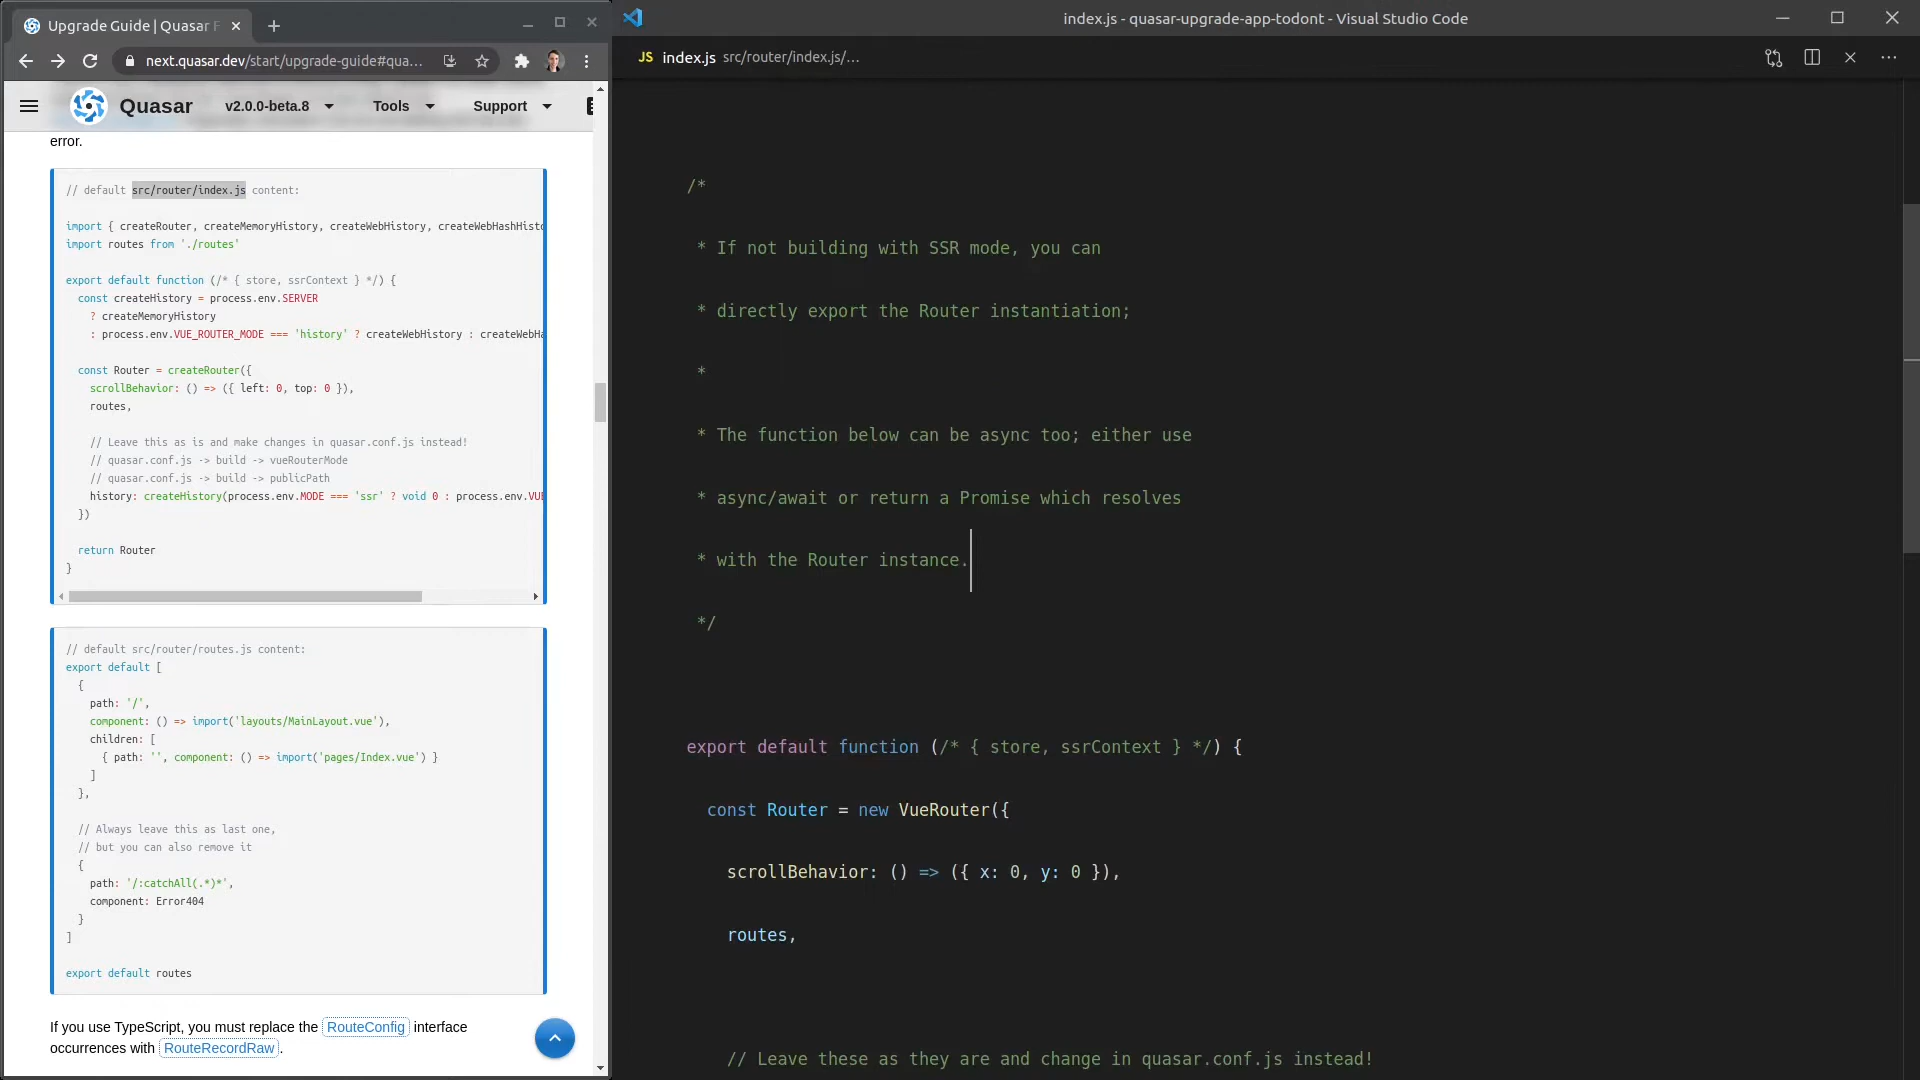 Upgrade Guide | Quasar F
index.js - quasar-upgrade-app-todont - Visual Studio Code
next.quasar.dev/start/upgrade-guide#qua...
JS index.js src/router/index.js/...
Quasar v2.0.0-beta.8 Tools Support
error.
// default src/router/index.js content:
import { createRouter, createMemoryHistory, createWebHistory, createWebHashHisto
import routes from './routes'
export default function (/* { store, ssrContext } */) {
const createHistory = process.env.SERVER
? createMemoryHistory
: process.env.VUE_ROUTER_MODE === 'history' ? createWebHistory : createWebHa
const Router = createRouter({
scrollBehavior: () => ({ left: 0, top: 0 }),
routes,
// Leave this as is and make changes in quasar.conf.js instead!
// quasar.conf.js -> build -> vueRouterMode
// quasar.conf.js -> build -> publicPath
history: createHistory(process.env.MODE === 'ssr' ? void 0 : process.env.VUE
})
return Router
}
// default src/router/routes.js content:
export default [
{
path: '/',
component: () => import('layouts/MainLayout.vue'),
children: [
{ path: '', component: () => import('pages/Index.vue') }
]
},
// Always leave this as last one,
// but you can also remove it
{
path: '/:catchAll(.*)*',
component: Error404
}
]
export default routes
If you use TypeScript, you must replace the RouteConfig interface
occurrences with RouteRecordRaw.
/*
* If not building with SSR mode, you can
* directly export the Router instantiation;
*
* The function below can be async too; either use
* async/await or return a Promise which resolves
* with the Router instance.
*/
export default function (/* { store, ssrContext } */) {
const Router = new VueRouter({
scrollBehavior: () => ({ x: 0, y: 0 }),
routes,
// Leave these as they are and change in quasar.conf.js instead!